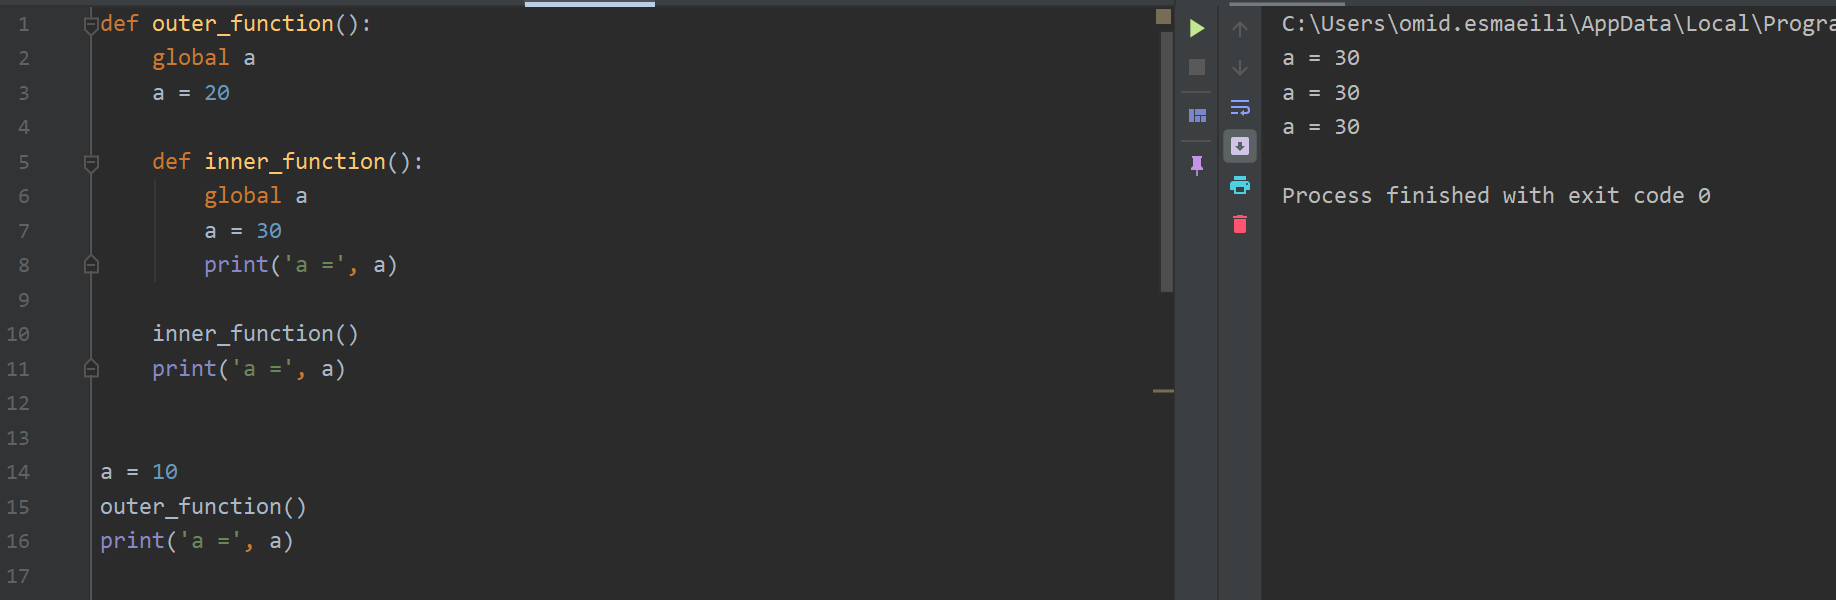 1 def outer_function():
2     global a
3     a = 20
4
5     def inner_function():
6         global a
7         a = 30
8         print('a =', a)
9
10     inner_function()
11     print('a =', a)
12
13
14 a = 10
15 outer_function()
16 print('a =', a)
17
C:\Users\omid.esmaeili\AppData\Local\Progra
a = 30
a = 30
a = 30
Process finished with exit code 0